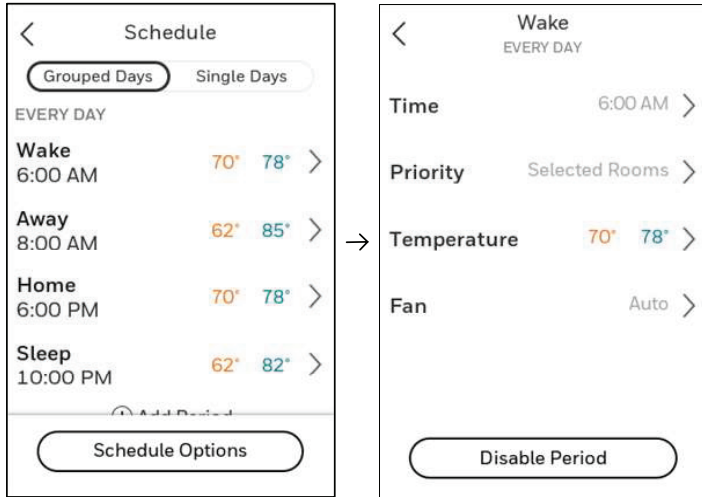 Schedule
Grouped Days Single Days
EVERY DAY
Wake
6:00 AM
70° 78°
Away
8:00 AM
62° 85°
Home
6:00 PM
70° 78°
Sleep
10:00 PM
62° 82°
Add Period
Schedule Options
Wake
EVERY DAY
Time 6:00 AM
Priority Selected Rooms
Temperature 70° 78°
Fan Auto
Disable Period